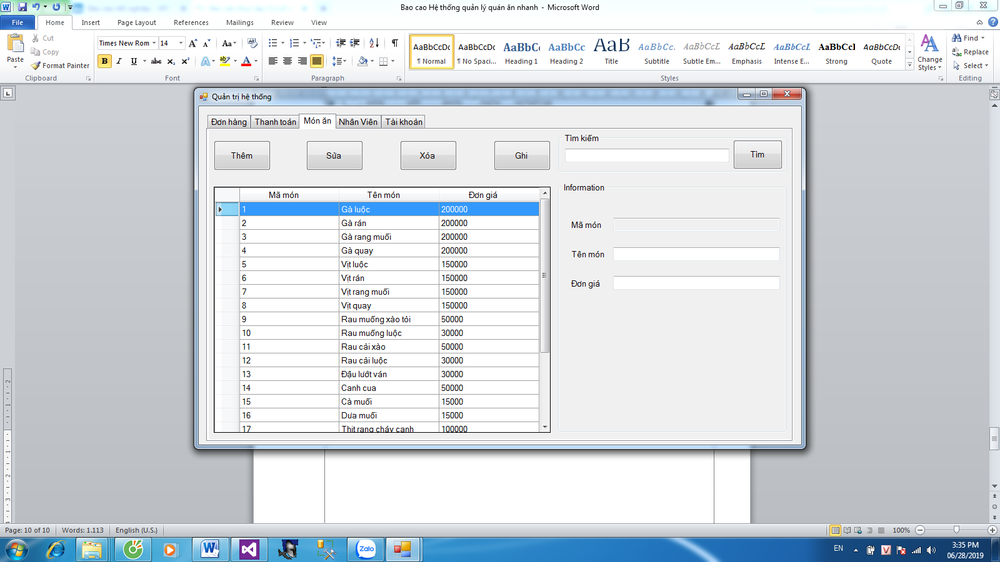 Bao cao Hệ thống quản lý quán ăn nhanh - Microsoft Word
File Home Insert Page Layout References Mailings Review View
Paste
Cut
Copy
Format Painter
Clipboard
Times New Rom 14
Font
Paragraph
AaBbCcDc AaBbCcDc AaBbCc AaBbCc AaB AaBbCc. AaBbCcL AaBbCcL AaBbCcL AaBbCcI AaBbCcDc
¶ Normal ¶ No Spaci... Heading 1 Heading 2 Title Subtitle Subtle Em... Emphasis Intense E... Strong Quote
Styles
Change
Styles
Find
Replace
Select
Editing
Quản trị hệ thống
Đơn hàng Thanh toán Món ăn Nhân Viên Tài khoản
Thêm Sửa Xóa Ghi
Tìm kiếm
Tìm
Mã món Tên món Đơn giá
1 Gà luộc 200000
2 Gà rán 200000
3 Gà rang muối 200000
4 Gà quay 200000
5 Vịt luộc 150000
6 Vịt rán 150000
7 Vịt rang muối 150000
8 Vịt quay 150000
9 Rau muống xào tỏi 50000
10 Rau muống luộc 30000
11 Rau cải xào 50000
12 Rau cải luộc 30000
13 Đậu lướt ván 30000
14 Canh cua 50000
15 Cà muối 15000
16 Dưa muối 15000
17 Thịt rang cháy cạnh 100000
Information
Mã món
Tên món
Đơn giá
Page: 10 of 10 Words: 1.113 English (U.S.)
100%
Zalo
EN
3:35 PM
06/28/2019